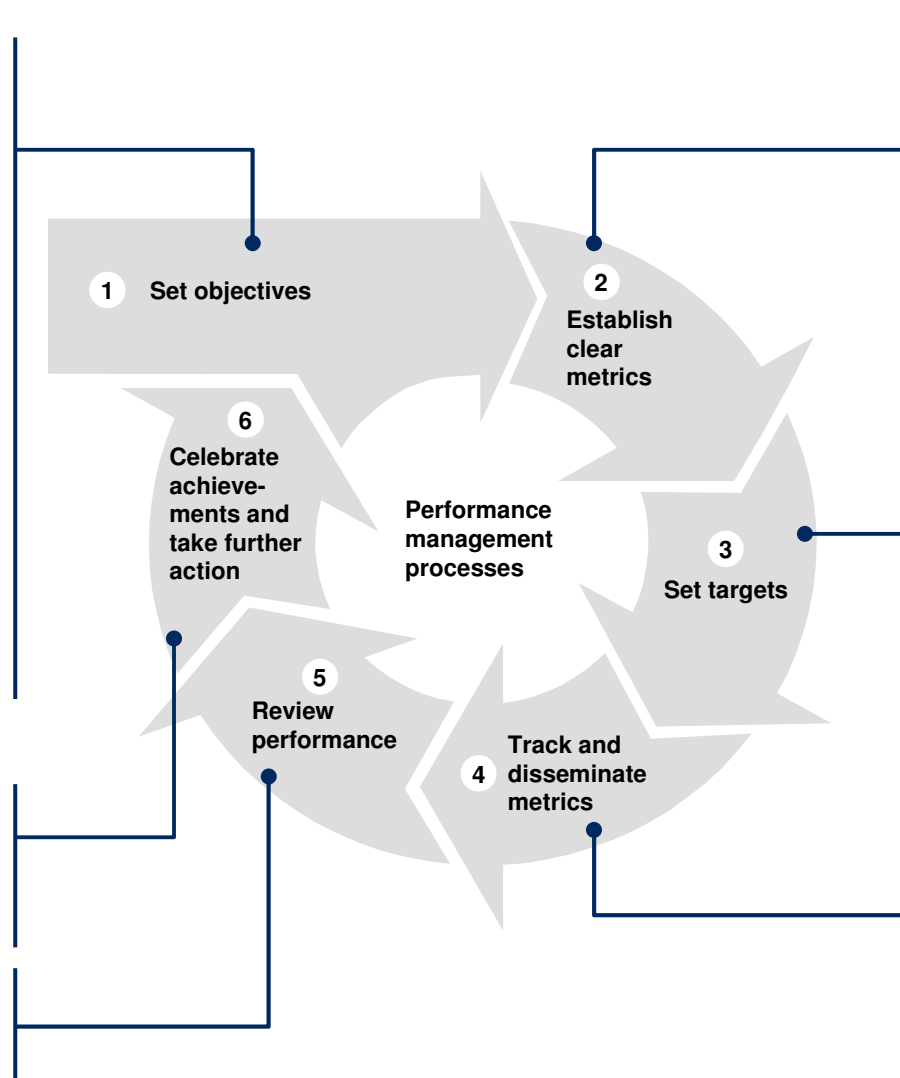 1 Set objectives
2
Establish
clear
metrics
3
Set targets
4
Track and
disseminate
metrics
5
Review
performance
6
Celebrate
achieve-
ments and
take further
action
Performance
management
processes